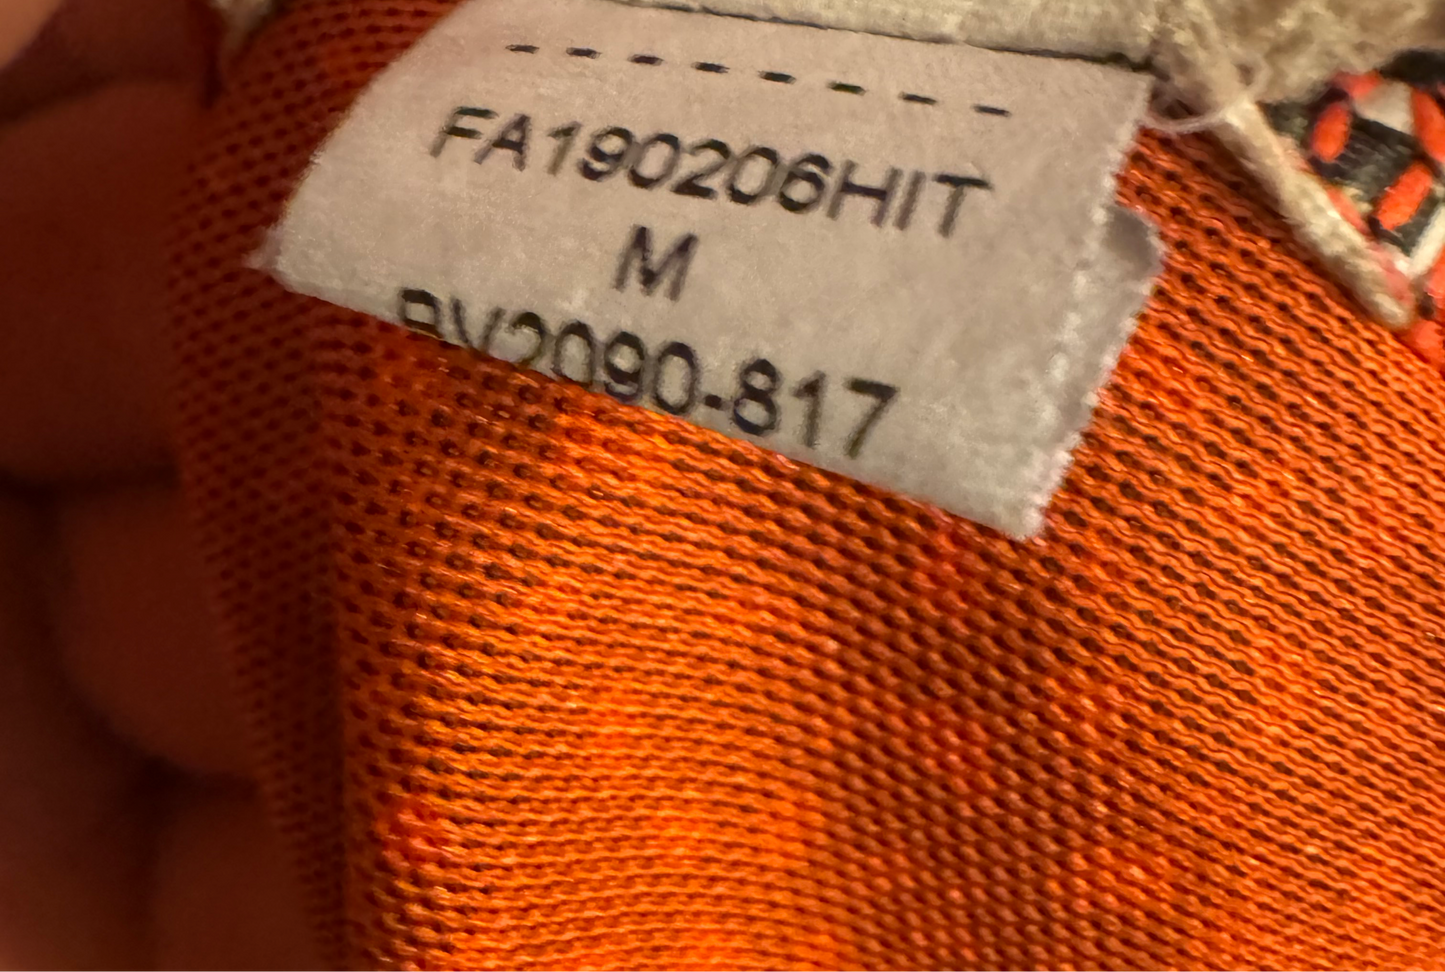 - - - - - - - -
FA190206HIT
M
BV2090-817